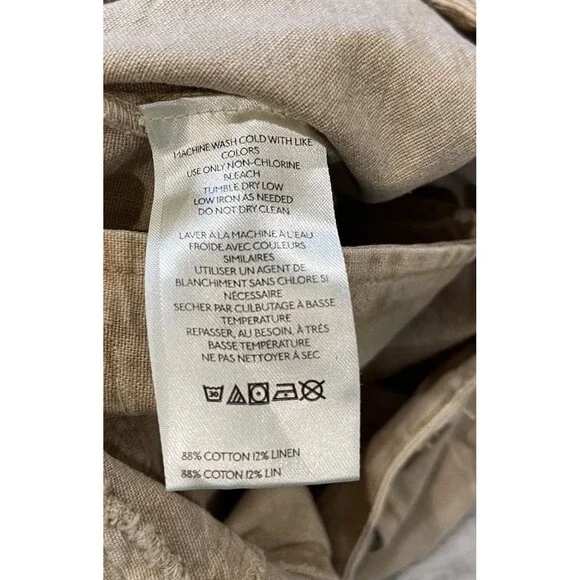 MACHINE WASH COLD WITH LIKE
COLORS
USE ONLY NON-CHLORINE
BLEACH
TUMBLE DRY LOW
LOW IRON AS NEEDED
DO NOT DRY CLEAN
LAVER À LA MACHINE À L'EAU
FROIDE AVEC COULEURS
SIMILAIRES
UTILISER UN AGENT DE
BLANCHIMENT SANS CHLORE SI
NÉCESSAIRE
SECHER PAR CULBUTAGE À BASSE
TEMPERATURE
REPASSER, AU BESOIN, À TRÉS
BASSE TEMPÉRATURE
NE PAS NETTOYER À SEC
30
88% COTTON 12% LINEN
88% COTON 12% LIN